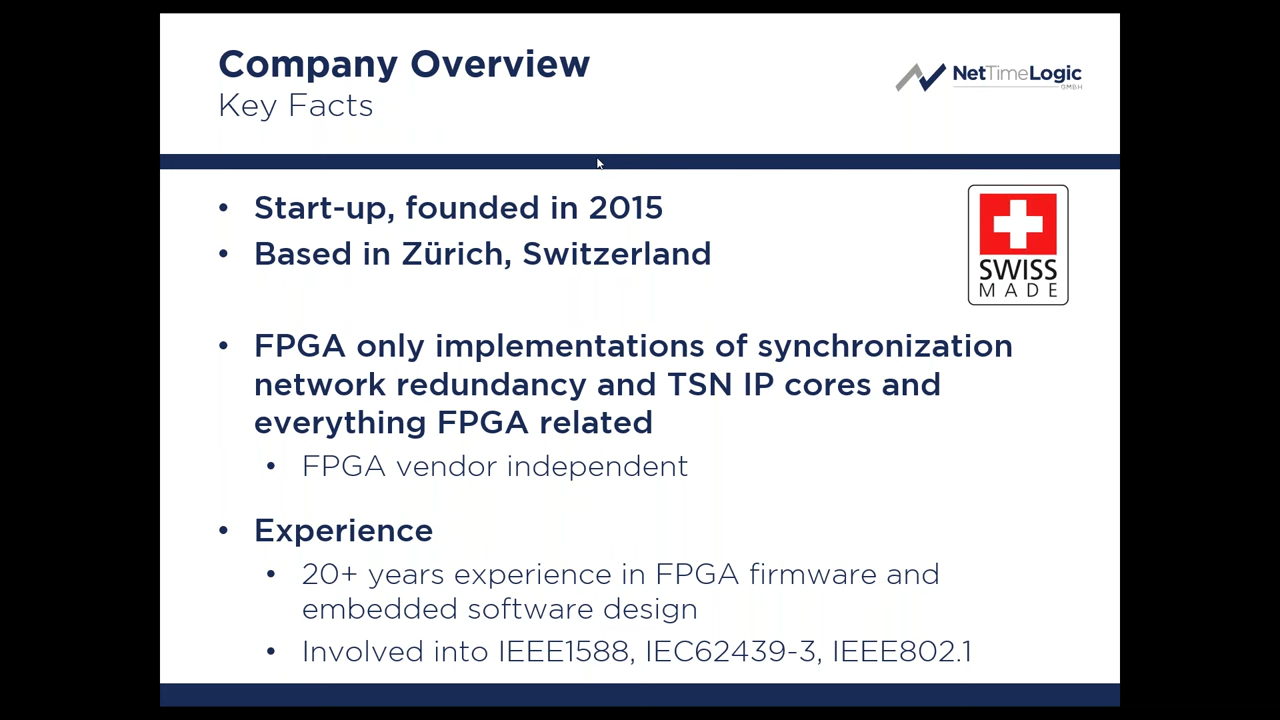 Company Overview
Key Facts
NetTimeLogic
GMBH
• Start-up, founded in 2015
• Based in Zürich, Switzerland
SWISS
MADE
• FPGA only implementations of synchronization
network redundancy and TSN IP cores and
everything FPGA related
• FPGA vendor independent
• Experience
• 20+ years experience in FPGA firmware and
embedded software design
• Involved into IEEE1588, IEC62439-3, IEEE802.1